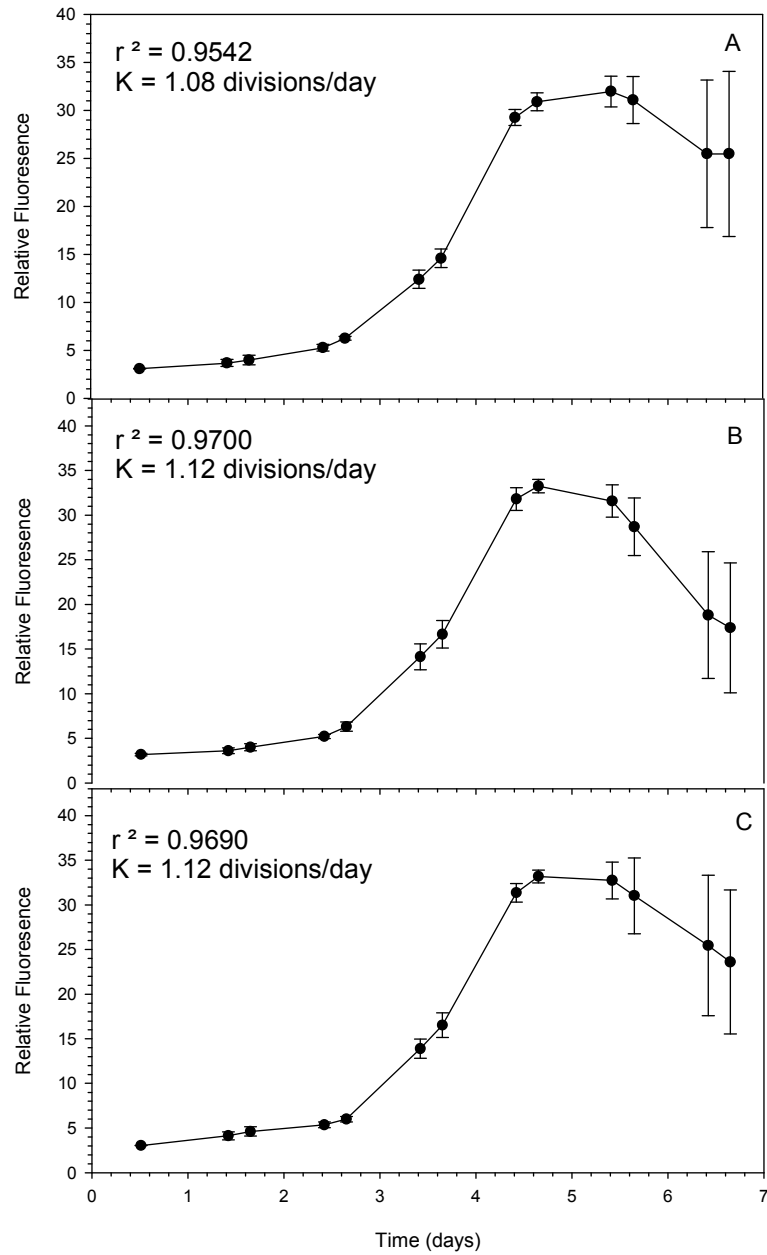 40
35
30
25
20
15
10
5
0
Relative Fluoresence
r ² = 0.9542
K = 1.08 divisions/day
A
40
35
30
25
20
15
10
5
0
Relative Fluoresence
r ² = 0.9700
K = 1.12 divisions/day
B
40
35
30
25
20
15
10
5
0
Relative Fluoresence
r ² = 0.9690
K = 1.12 divisions/day
C
0 1 2 3 4 5 6 7
Time (days)